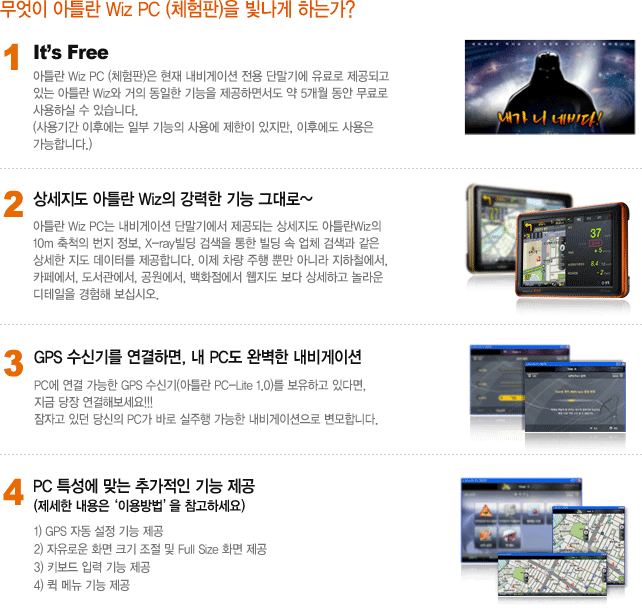 무엇이 아틀란 Wiz PC (체험판)을 빛나게 하는가?
1 It's Free
아틀란 Wiz PC (체험판)은 현재 내비게이션 전용 단말기에 유료로 제공되고
있는 아틀란 Wiz와 거의 동일한 기능을 제공하면서도 약 5개월 동안 무료로
사용하실 수 있습니다.
(사용기간 이후에는 일부 기능의 사용에 제한이 있지만, 이후에도 사용은
가능합니다.)
내가 니 네비다!
2 상세지도 아틀란 Wiz의 강력한 기능 그대로~
아틀란 Wiz PC는 내비게이션 단말기에서 제공되는 상세지도 아틀란Wiz의
10m 축척의 번지 정보, X-ray빌딩 검색을 통한 빌딩 속 업체 검색과 같은
상세한 지도 데이터를 제공합니다. 이제 차량 주행 뿐만 아니라 지하철에서,
카페에서, 도서관에서, 공원에서, 백화점에서 웹지도 보다 상세하고 놀라운
디테일을 경험해 보십시오.
37
3 GPS 수신기를 연결하면, 내 PC도 완벽한 내비게이션
PC에 연결 가능한 GPS 수신기(아틀란 PC-Lite 1.0)를 보유하고 있다면,
지금 당장 연결해보세요!!!
잠자고 있던 당신의 PC가 바로 실주행 가능한 내비게이션으로 변모합니다.
4 PC 특성에 맞는 추가적인 기능 제공
(제세한 내용은 '이용방법' 을 참고하세요)
1) GPS 자동 설정 기능 제공
2) 자유로운 화면 크기 조절 및 Full Size 화면 제공
3) 키보드 입력 기능 제공
4) 퀵 메뉴 기능 제공